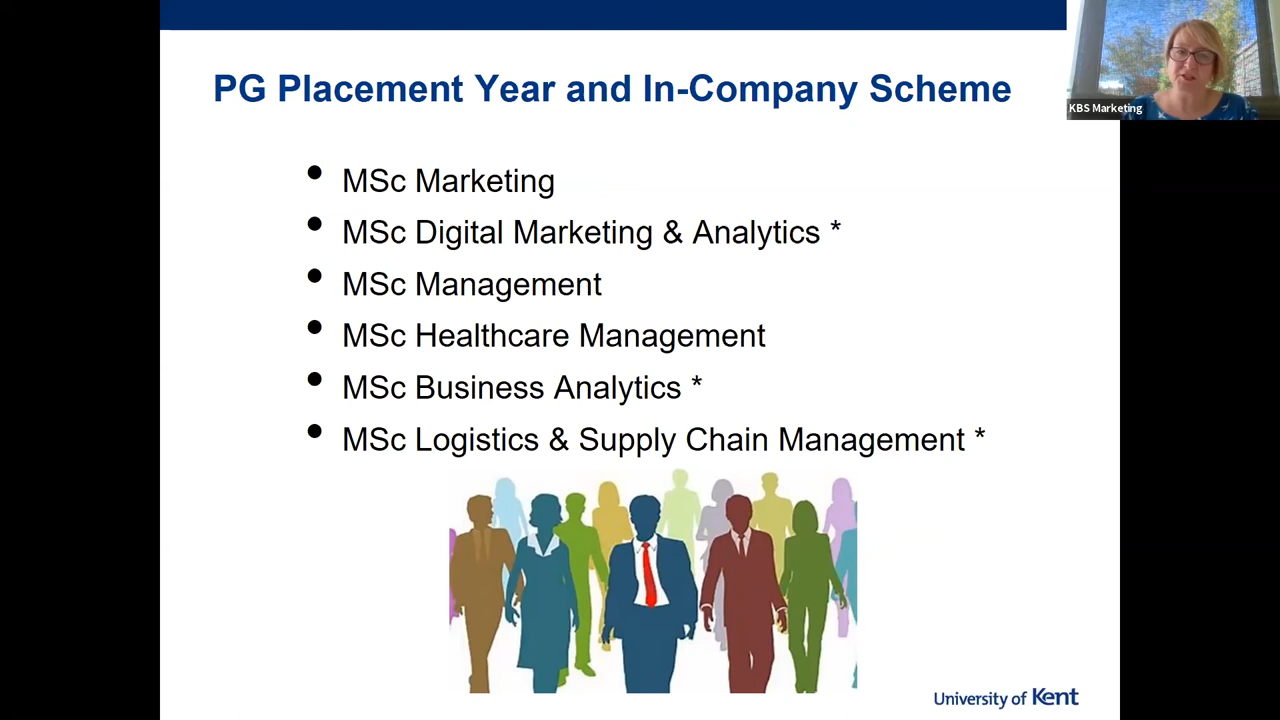 PG Placement Year and In-Company Scheme
KBS Marketing
• MSc Marketing
• MSc Digital Marketing & Analytics *
• MSc Management
• MSc Healthcare Management
• MSc Business Analytics *
• MSc Logistics & Supply Chain Management *
University of Kent